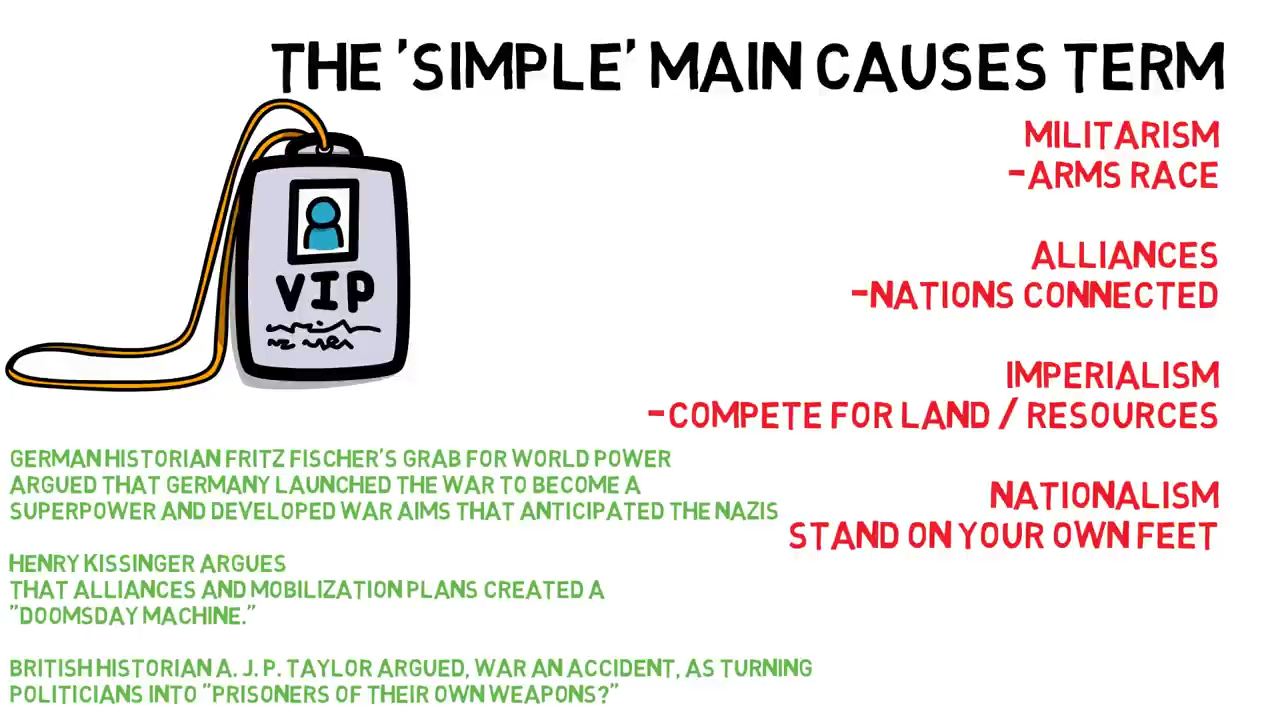 THE 'SIMPLE' MAIN CAUSES TERM
MILITARISM
-ARMS RACE
ALLIANCES
-NATIONS CONNECTED
IMPERIALISM
-COMPETE FOR LAND / RESOURCES
NATIONALISM
STAND ON YOUR OWN FEET
VIP
GERMAN HISTORIAN FRITZ FISCHER'S GRAB FOR WORLD POWER
ARGUED THAT GERMANY LAUNCHED THE WAR TO BECOME A
SUPERPOWER AND DEVELOPED WAR AIMS THAT ANTICIPATED THE NAZIS
HENRY KISSINGER ARGUES
THAT ALLIANCES AND MOBILIZATION PLANS CREATED A
"DOOMSDAY MACHINE."
BRITISH HISTORIAN A. J. P. TAYLOR ARGUED, WAR AN ACCIDENT, AS TURNING
POLITICIANS INTO "PRISONERS OF THEIR OWN WEAPONS?"